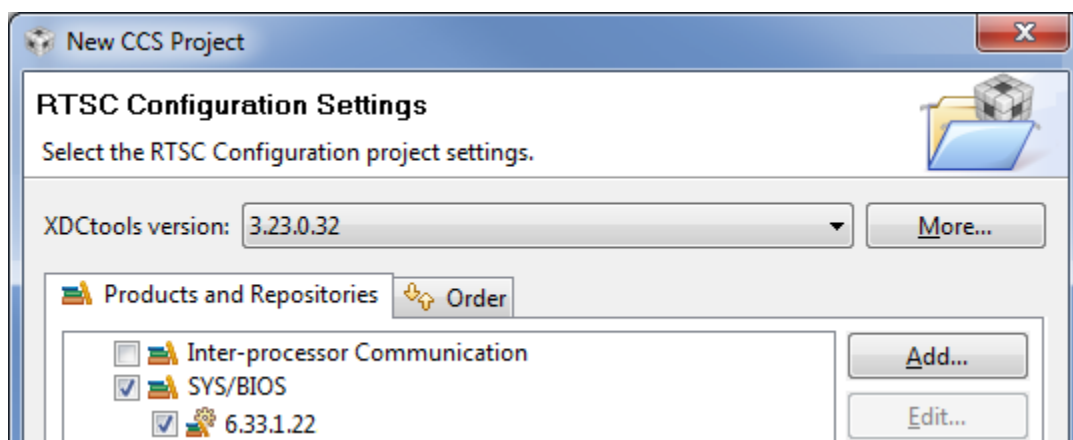 New CCS Project
RTSC Configuration Settings
Select the RTSC Configuration project settings.
XDCtools version: 3.23.0.32 More...
Products and Repositories Order
Inter-processor Communication Add...
SYS/BIOS
6.33.1.22 Edit...